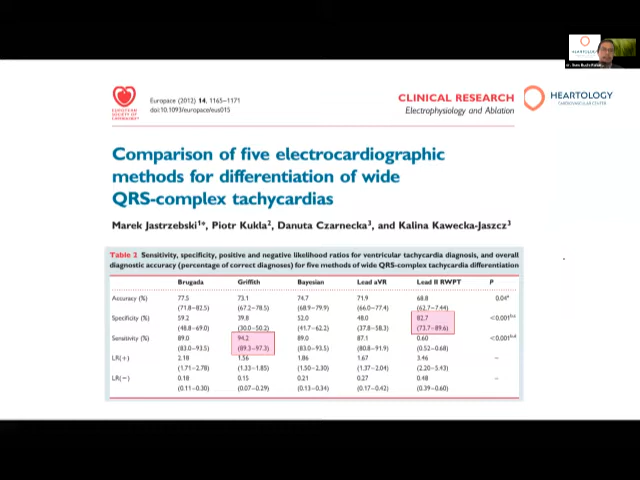 EUROPEAN SOCIETY OF CARDIOLOGY
Europace (2012) 14, 1165–1171
doi:10.1093/europace/eus015
CLINICAL RESEARCH
Electrophysiology and Ablation
HEARTOLOGY
CARDIOVASCULAR CENTER
Comparison of five electrocardiographic
methods for differentiation of wide
QRS-complex tachycardias
Marek Jastrzebski1*, Piotr Kukla2, Danuta Czarnecka3, and Kalina Kawecka-Jaszcz3
Table 2 Sensitivity, specificity, positive and negative likelihood ratios for ventricular tachycardia diagnosis, and overall
diagnostic accuracy (percentage of correct diagnoses) for five methods of wide QRS-complex tachycardia differentiation
Brugada Griffith Bayesian Lead aVR Lead II RWPT P
Accuracy (%) 77.5 73.1 74.7 71.9 68.8 0.04*
(71.8–82.5) (67.2–78.5) (68.9–79.9) (66.0–77.4) (62.7–7.44)
Specificity (%) 59.2 39.8 52.0 48.0 82.7 <0.001
(48.8–69.0) (30.0–50.2) (41.7–62.2) (37.8–58.3) (73.7–89.6)
Sensitivity (%) 89.0 94.2 89.0 87.1 0.60 <0.001
(83.0–93.5) (89.3–97.3) (83.0–93.5) (80.8–91.9) (0.52–0.68)
LR(+) 2.18 1.56 1.86 1.67 3.46 –
(1.71–2.78) (1.33–1.85) (1.50–2.30) (1.37–2.04) (2.20–5.43)
LR(−) 0.18 0.15 0.21 0.27 0.48 –
(0.11–0.30) (0.07–0.29) (0.13–0.34) (0.17–0.42) (0.39–0.60)